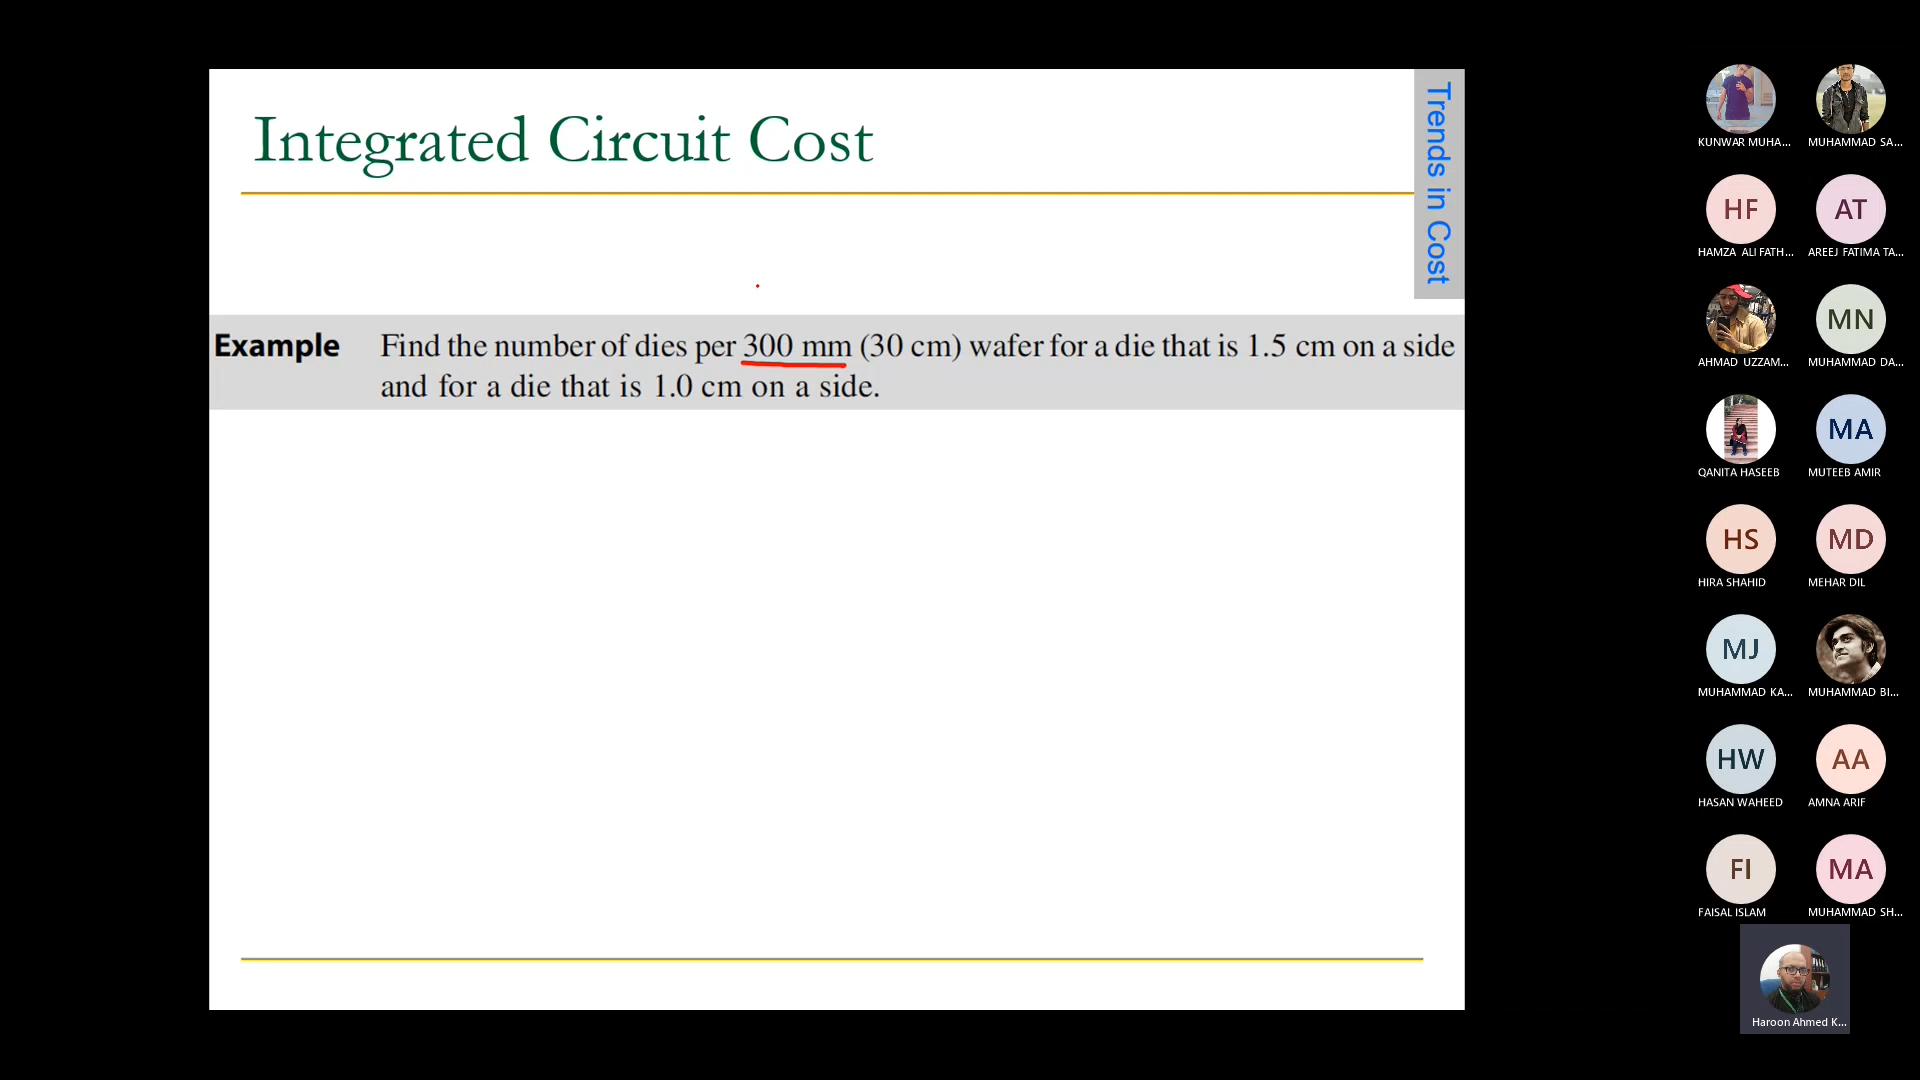 Integrated Circuit Cost
Trends in Cost
Example Find the number of dies per 300 mm (30 cm) wafer for a die that is 1.5 cm on a side
and for a die that is 1.0 cm on a side.
KUNWAR MUHA...
MUHAMMAD SA...
HF
AT
HAMZA ALI FATH...
AREEJ FATIMA TA...
MN
AHMAD UZZAM...
MUHAMMAD DA...
MA
QANITA HASEEB
MUTEEB AMIR
HS
MD
HIRA SHAHID
MEHAR DIL
MJ
MUHAMMAD KA...
MUHAMMAD BI...
HW
AA
HASAN WAHEED
AMNA ARIF
FI
MA
FAISAL ISLAM
MUHAMMAD SH...
Haroon Ahmed K...